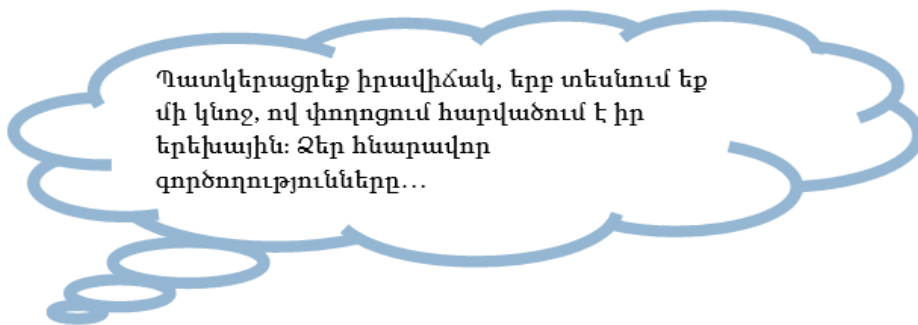 Պատկերացրեք իրավիճակ, երբ տեսնում եք
մի կնոջ, ով փողոցում հարվածում է իր
երեխային: Ձեր հնարավոր
գործողությունները…